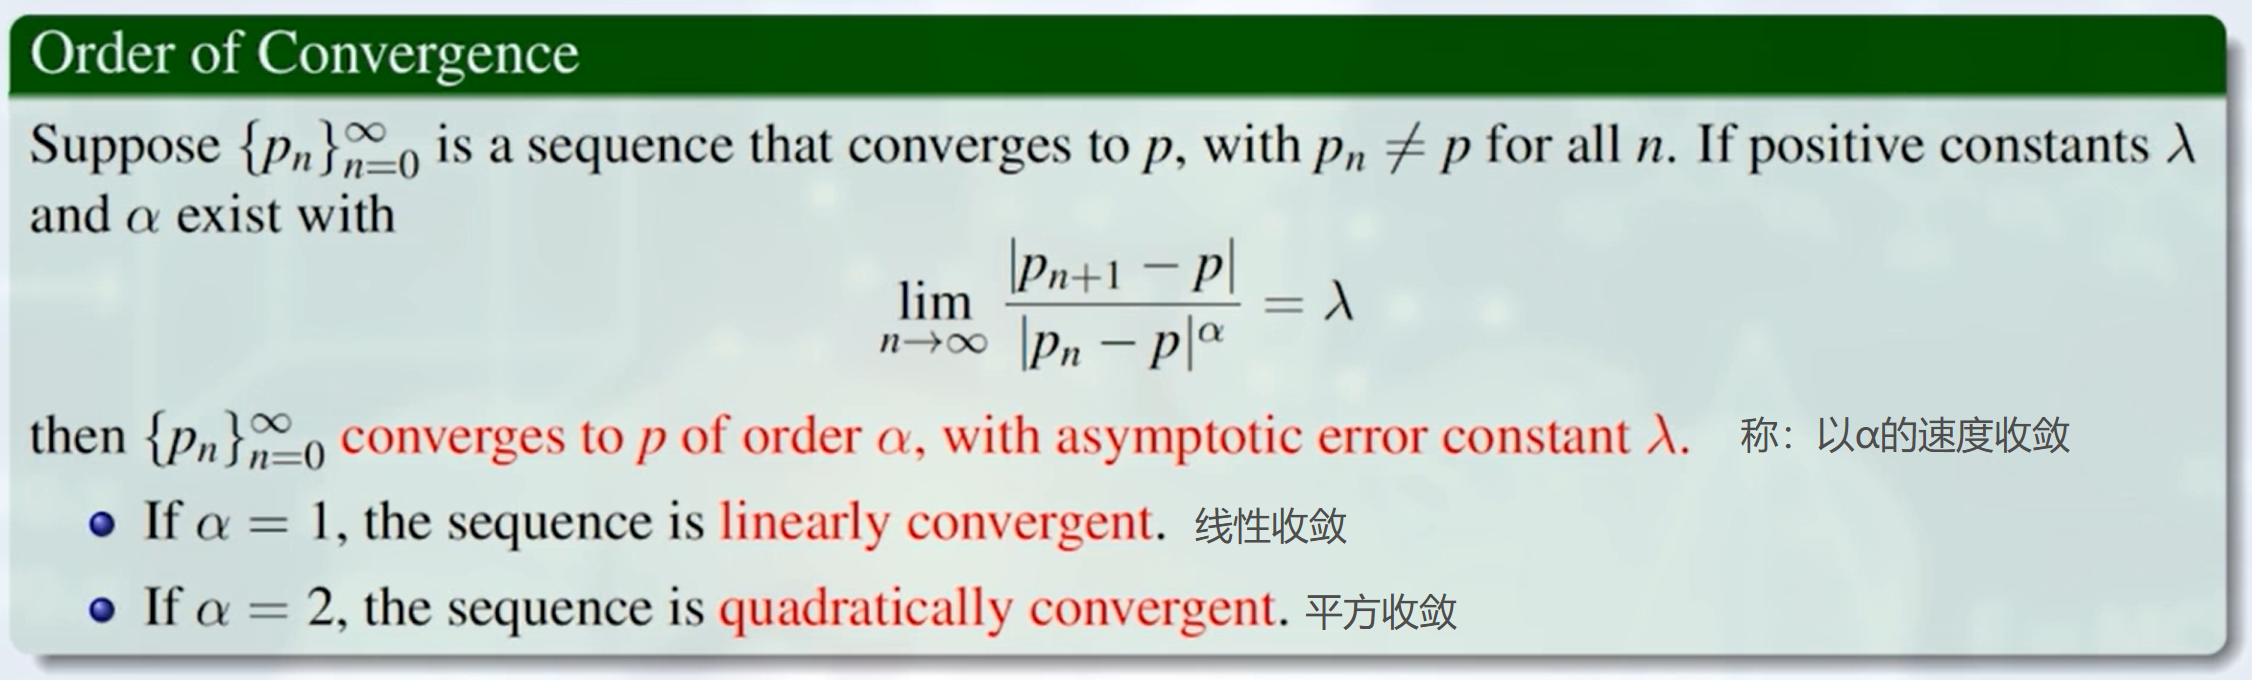 Order of Convergence
Suppose $\{p_n\}_{n=0}^{\infty}$ is a sequence that converges to $p$, with $p_n \neq p$ for all $n$. If positive constants $\lambda$
and $\alpha$ exist with
$\lim_{n\to\infty} \frac{|p_{n+1} - p|}{|p_n - p|^{\alpha}} = \lambda$
then $\{p_n\}_{n=0}^{\infty}$ converges to $p$ of order $\alpha$, with asymptotic error constant $\lambda$. 称：以α的速度收敛
• If $\alpha = 1$, the sequence is linearly convergent. 线性收敛
• If $\alpha = 2$, the sequence is quadratically convergent. 平方收敛